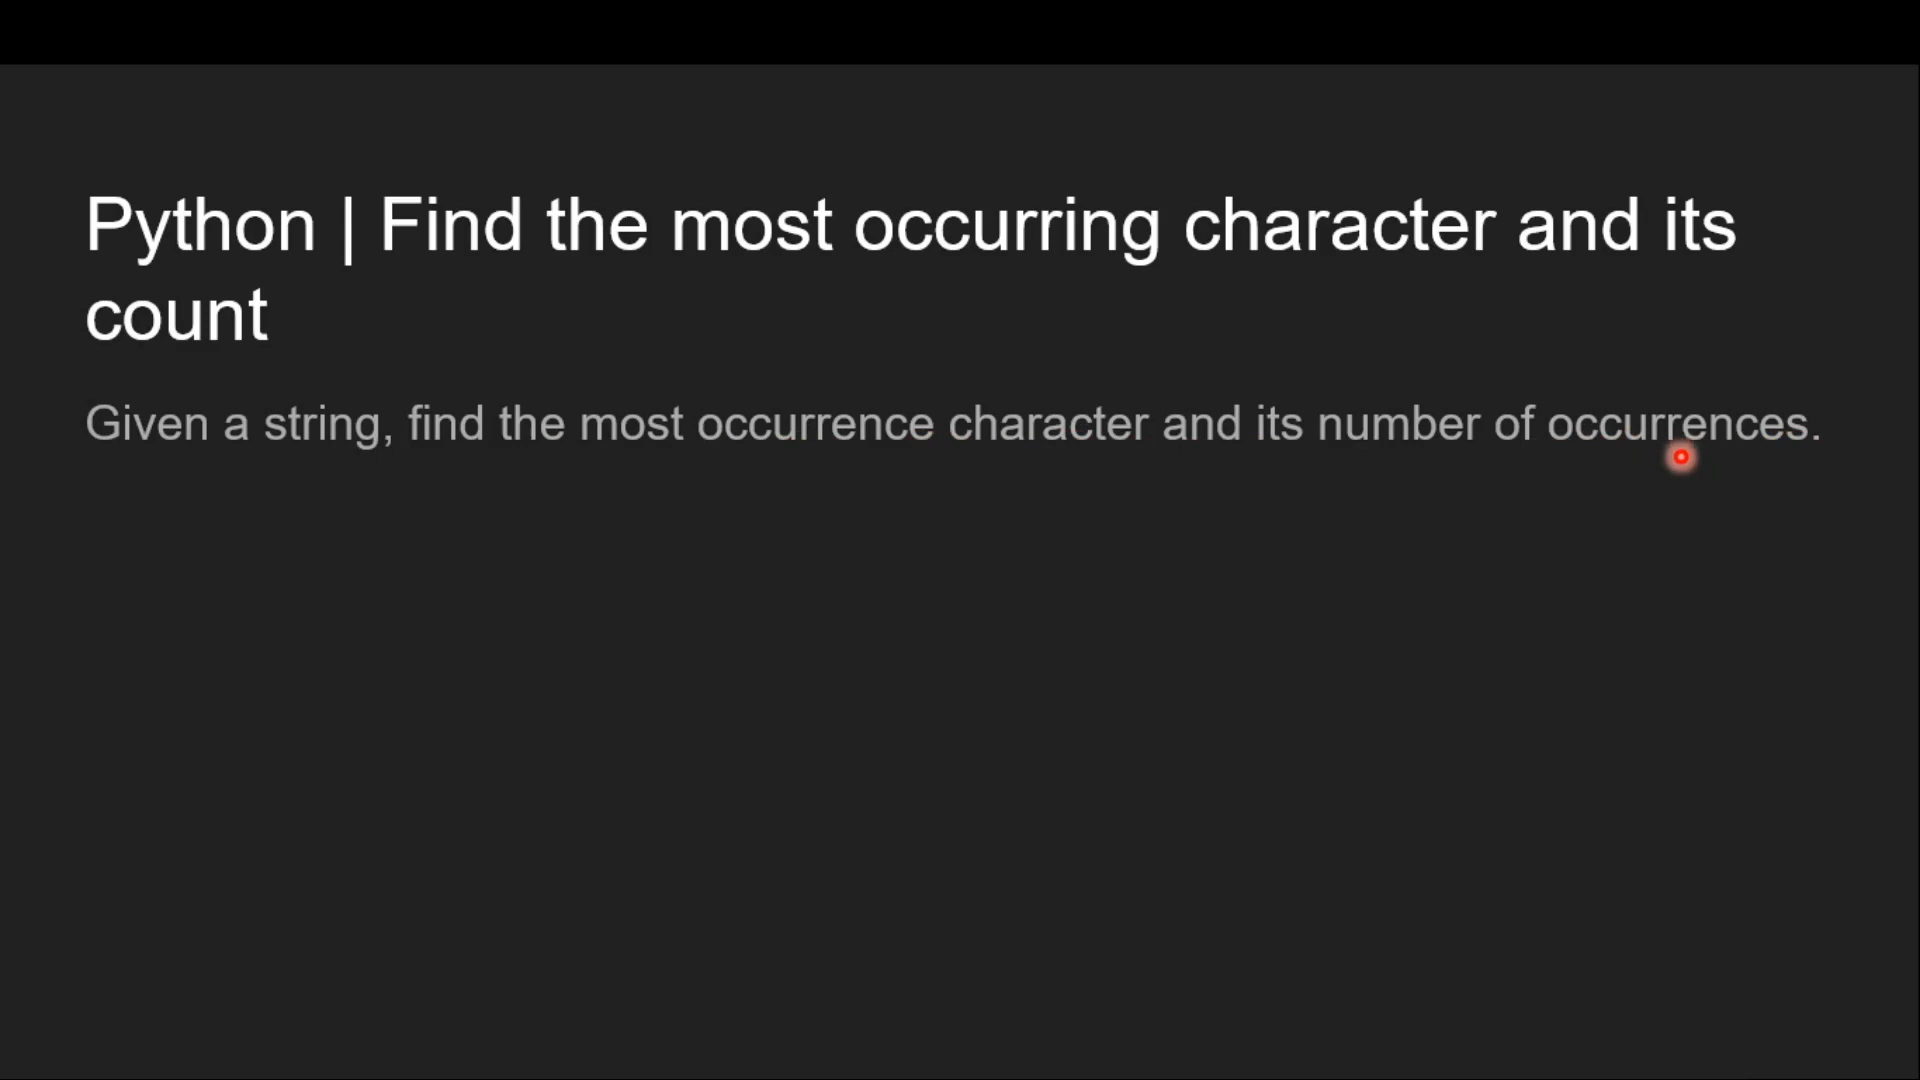 Python | Find the most occurring character and its
count
Given a string, find the most occurrence character and its number of occurrences.